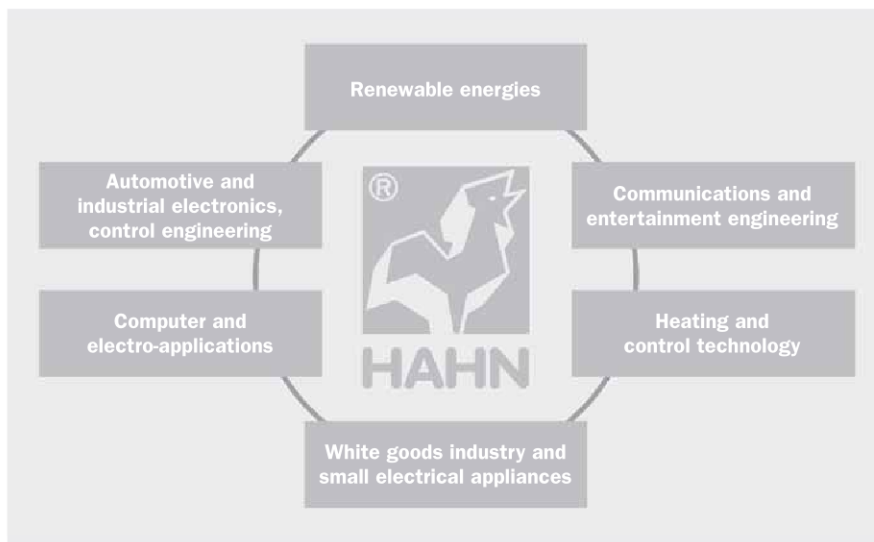 Renewable energies
Automotive and
industrial electronics,
control engineering
Communications and
entertainment engineering
®
HAHN
Computer and
electro-applications
Heating and
control technology
White goods industry and
small electrical appliances